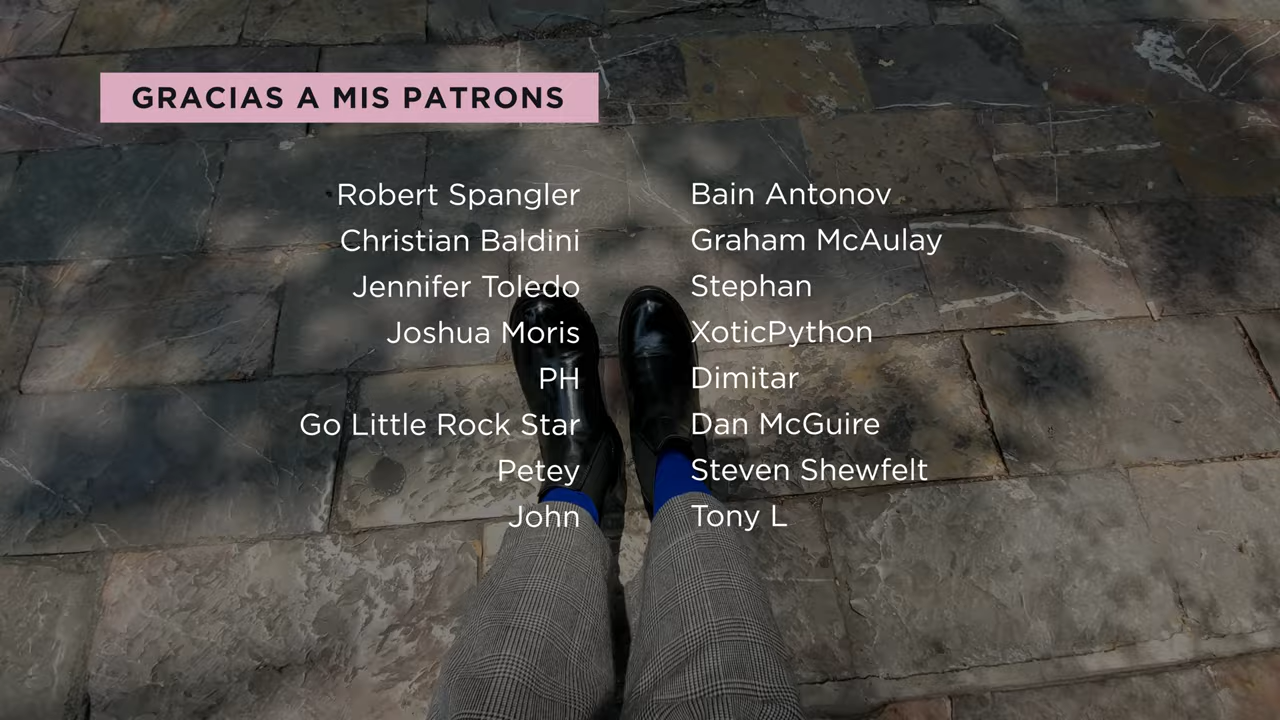 GRACIAS A MIS PATRONS
Robert Spangler
Christian Baldini
Jennifer Toledo
Joshua Moris
PH
Go Little Rock Star
Petey
John
Bain Antonov
Graham McAulay
Stephan
XoticPython
Dimitar
Dan McGuire
Steven Shewfelt
Tony L